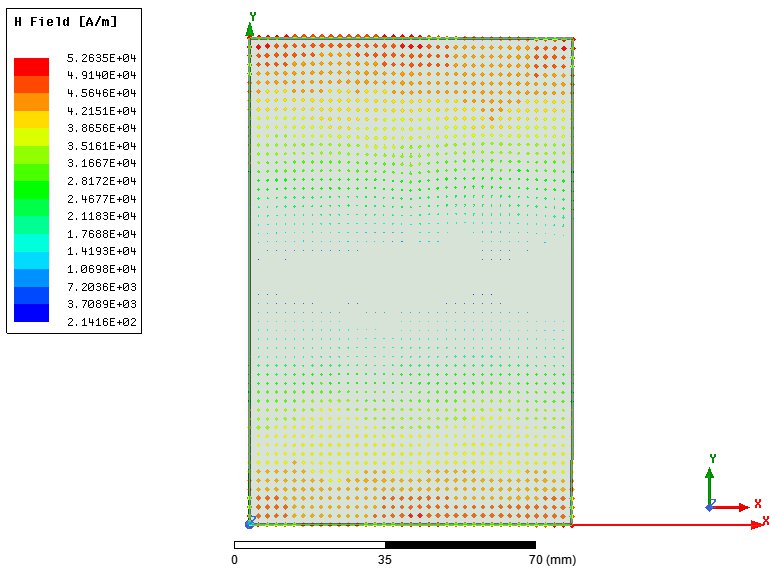 H Field [A/m]
5.2635E+04
4.9140E+04
4.5646E+04
4.2151E+04
3.8656E+04
3.5161E+04
3.1667E+04
2.8172E+04
2.4677E+04
2.1183E+04
1.7688E+04
1.4193E+04
1.0698E+04
7.2036E+03
3.7089E+03
2.1416E+02
Y
Z
Y
X
Z
X
0 35 70 (mm)